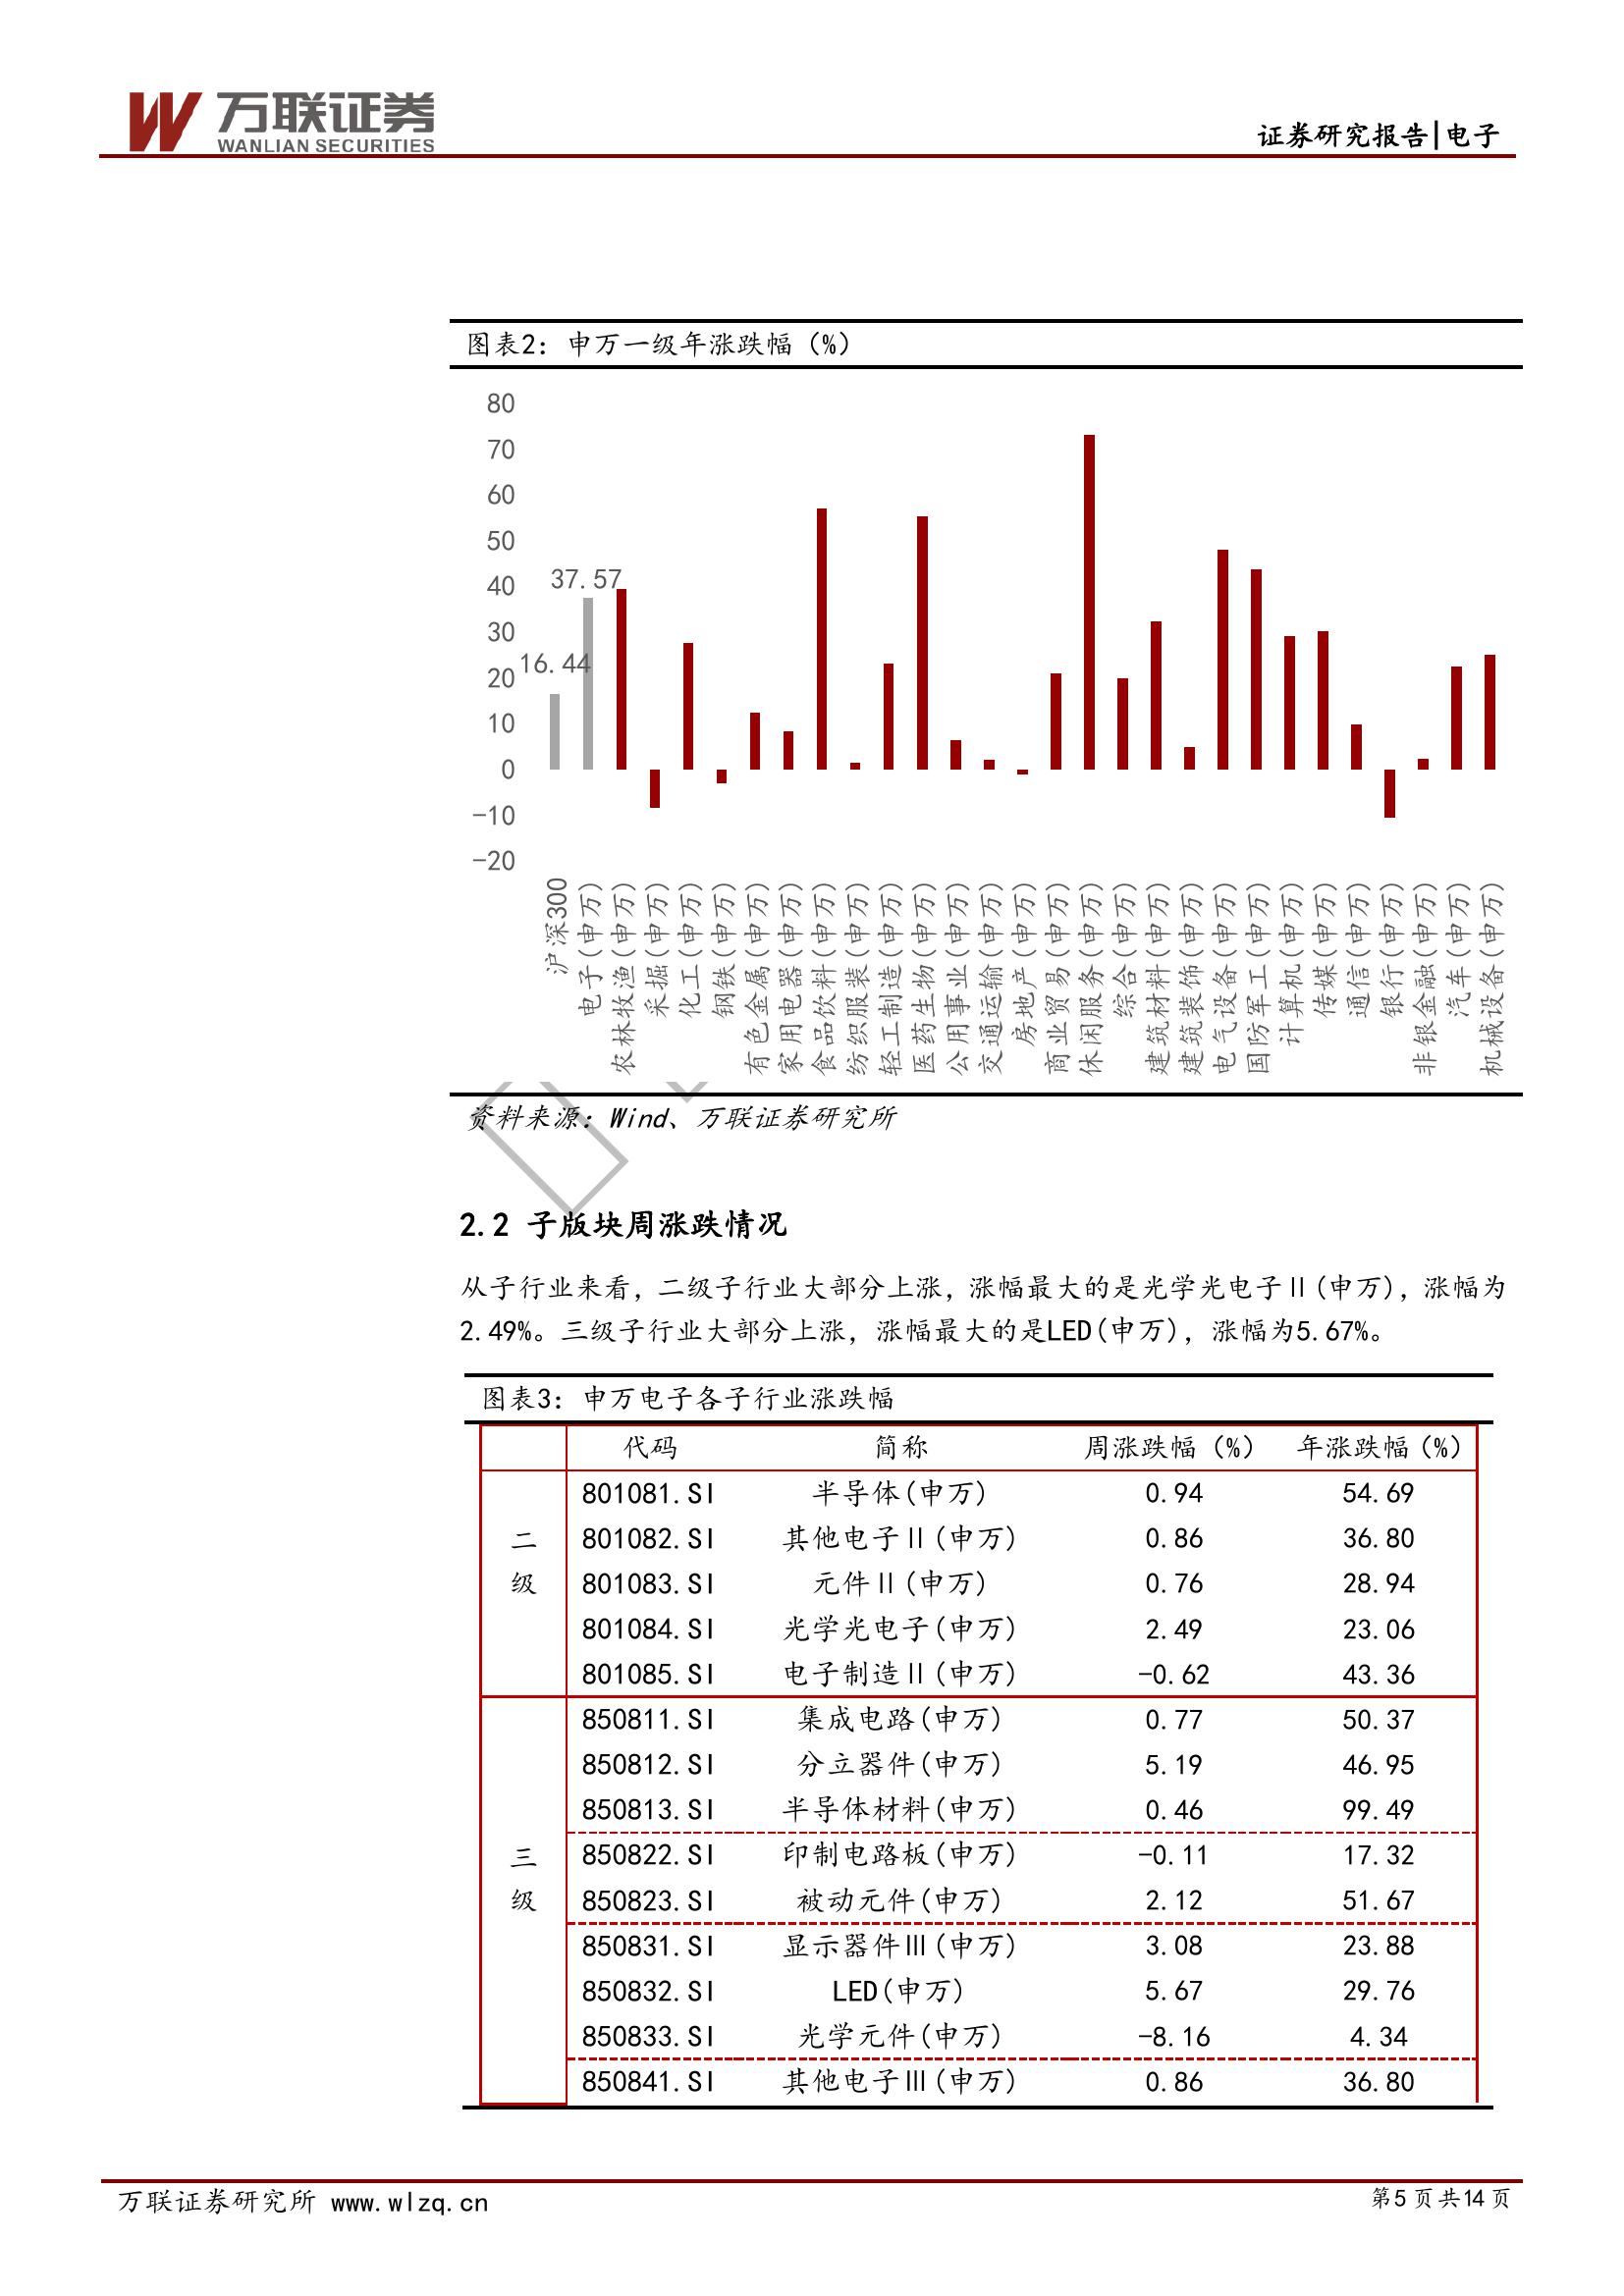 万联证券
WANLIAN SECURITIES
证券研究报告|电子
图表2：申万一级年涨跌幅（%）
80
70
60
50
40
30
20
10
0
-10
-20
37.57
16.44
沪深300
电子(申万)
农林牧渔(申万)
采掘(申万)
化工(申万)
钢铁(申万)
有色金属(申万)
家用电器(申万)
食品饮料(申万)
纺织服装(申万)
轻工制造(申万)
医药生物(申万)
公用事业(申万)
交通运输(申万)
房地产(申万)
商业贸易(申万)
休闲服务(申万)
综合(申万)
建筑材料(申万)
建筑装饰(申万)
电气设备(申万)
国防军工(申万)
计算机(申万)
传媒(申万)
通信(申万)
银行(申万)
非银金融(申万)
汽车(申万)
机械设备(申万)
资料来源：Wind、万联证券研究所
2.2 子版块周涨跌情况
从子行业来看，二级子行业大部分上涨，涨幅最大的是光学光电子Ⅱ(申万)，涨幅为
2.49%。三级子行业大部分上涨，涨幅最大的是LED(申万)，涨幅为5.67%。
图表3：申万电子各子行业涨跌幅
代码 简称 周涨跌幅（%） 年涨跌幅（%）
二级
801081.SI 半导体(申万) 0.94 54.69
801082.SI 其他电子Ⅱ(申万) 0.86 36.80
801083.SI 元件Ⅱ(申万) 0.76 28.94
801084.SI 光学光电子(申万) 2.49 23.06
801085.SI 电子制造Ⅱ(申万) -0.62 43.36
三级
850811.SI 集成电路(申万) 0.77 50.37
850812.SI 分立器件(申万) 5.19 46.95
850813.SI 半导体材料(申万) 0.46 99.49
850822.SI 印制电路板(申万) -0.11 17.32
850823.SI 被动元件(申万) 2.12 51.67
850831.SI 显示器件Ⅲ(申万) 3.08 23.88
850832.SI LED(申万) 5.67 29.76
850833.SI 光学元件(申万) -8.16 4.34
850841.SI 其他电子Ⅲ(申万) 0.86 36.80
万联证券研究所 www.wlzq.cn
第5页共14页